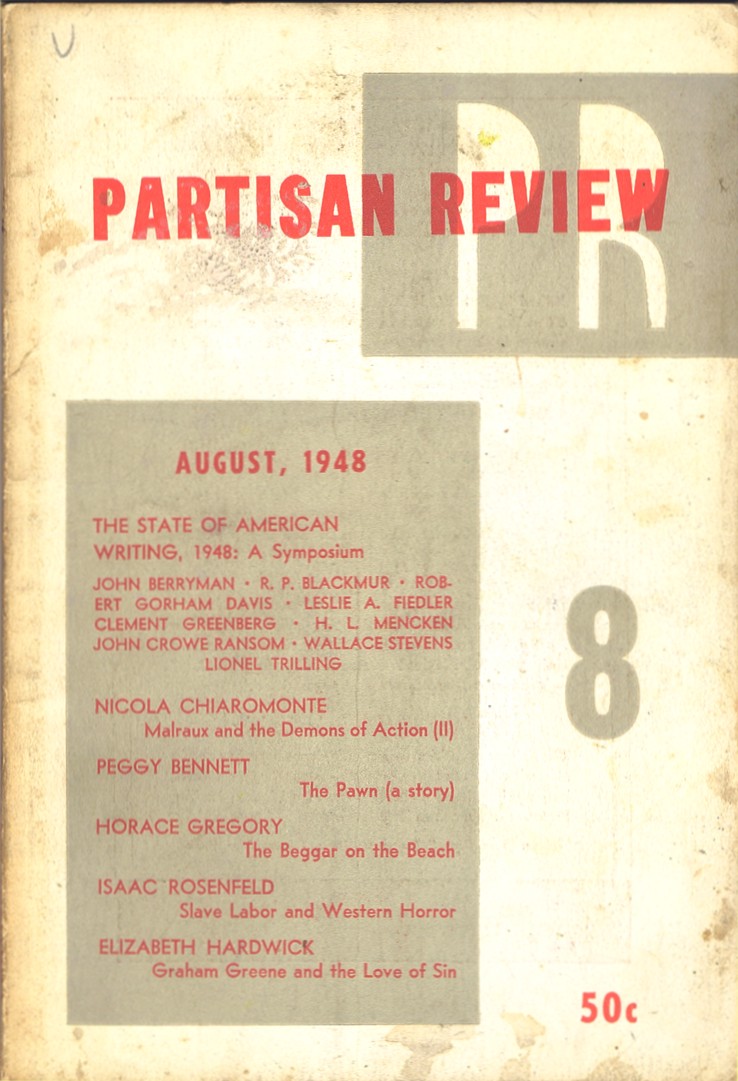 PR
PARTISAN REVIEW
AUGUST, 1948
THE STATE OF AMERICAN
WRITING, 1948: A Symposium
JOHN BERRYMAN · R. P. BLACKMUR · ROB-
ERT GORHAM DAVIS · LESLIE A. FIEDLER
CLEMENT GREENBERG · H. L. MENCKEN
JOHN CROWE RANSOM · WALLACE STEVENS
LIONEL TRILLING
NICOLA CHIAROMONTE
Malraux and the Demons of Action (II)
PEGGY BENNETT
The Pawn (a story)
HORACE GREGORY
The Beggar on the Beach
ISAAC ROSENFELD
Slave Labor and Western Horror
ELIZABETH HARDWICK
Graham Greene and the Love of Sin
8
50c